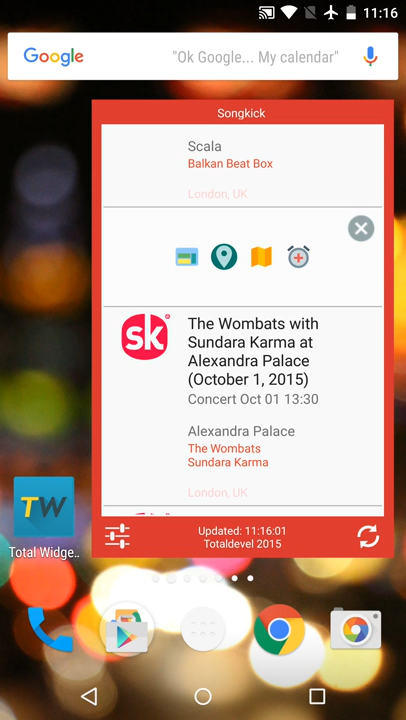 11:16
Google
"Ok Google... My calendar"
Songkick
Scala
Balkan Beat Box
London, UK
sk
The Wombats with
Sundara Karma at
Alexandra Palace
(October 1, 2015)
Concert Oct 01 13:30
Alexandra Palace
The Wombats
Sundara Karma
London, UK
TW
Total Widge..
Updated: 11:16:01
Totaldevel 2015